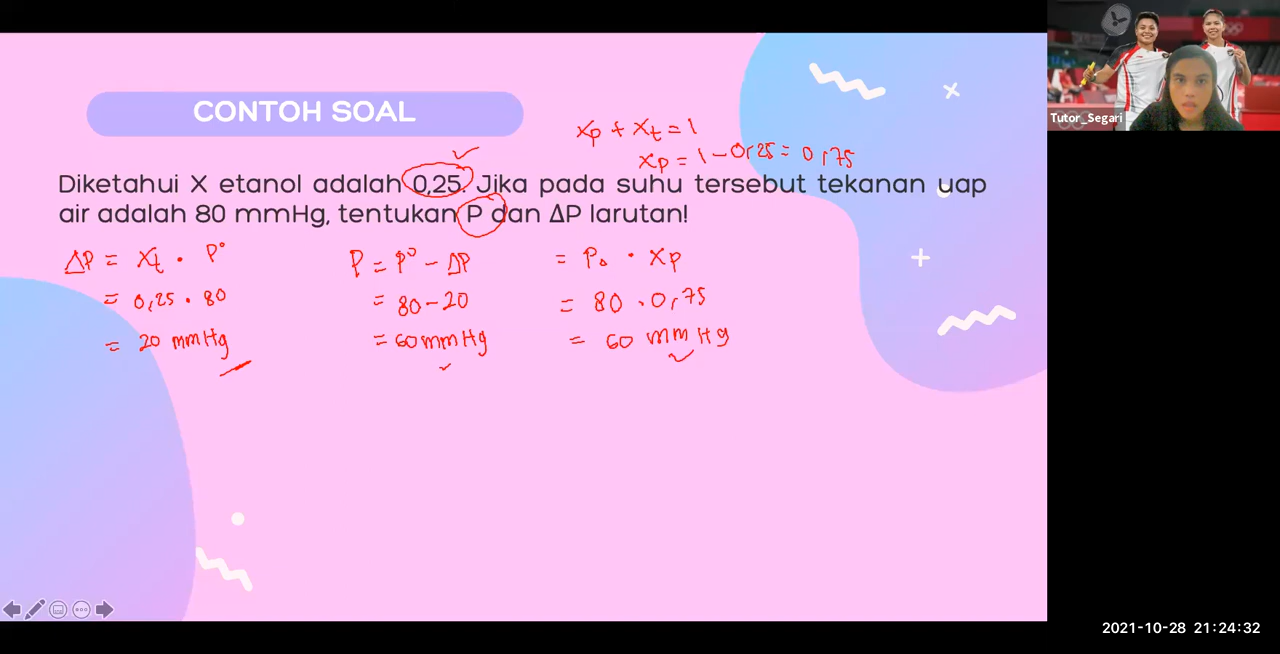 CONTOH SOAL
Xp + Xt = 1
Xp = 1 - 0,25 = 0,75
Diketahui X etanol adalah 0,25. Jika pada suhu tersebut tekanan uap
air adalah 80 mmHg, tentukan P dan ΔP larutan!
ΔP = Xt . P° P = P° - ΔP = P° . Xp
= 0,25 . 80 = 80 - 20 = 80 . 0,75
= 20 mmHg = 60 mmHg = 60 mmHg
Tutor_Segari
2021-10-28 21:24:32